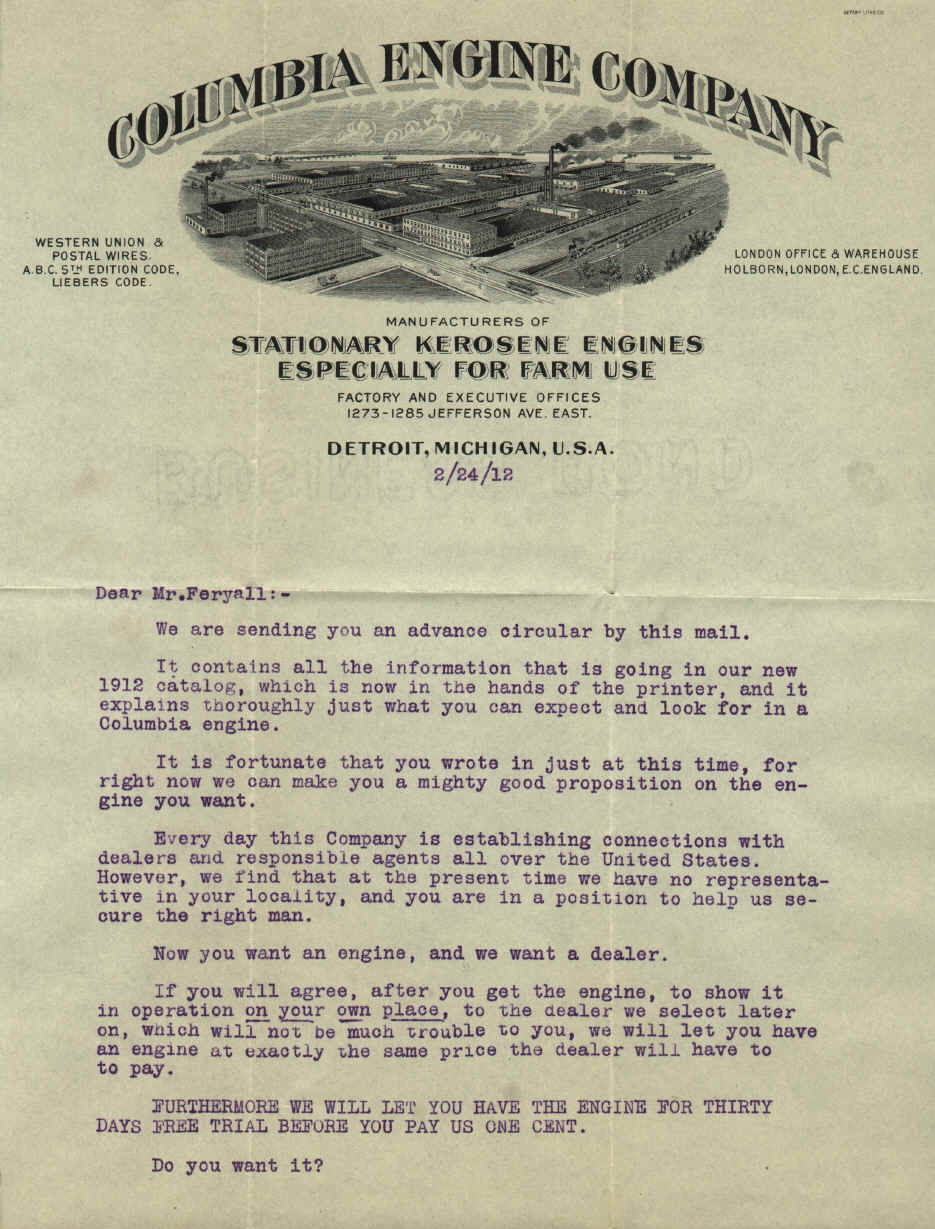 COLUMBIA ENGINE COMPANY
WESTERN UNION &
POSTAL WIRES.
A.B.C. 5TH EDITION CODE,
LIEBERS CODE.
LONDON OFFICE & WAREHOUSE
HOLBORN, LONDON, E.C. ENGLAND.
MANUFACTURERS OF
STATIONARY KEROSENE ENGINES
ESPECIALLY FOR FARM USE
FACTORY AND EXECUTIVE OFFICES
1273-1285 JEFFERSON AVE. EAST.
DETROIT, MICHIGAN, U.S.A.
2/24/12
Dear Mr.Feryall:-
We are sending you an advance circular by this mail.
It contains all the information that is going in our new
1912 catalog, which is now in the hands of the printer, and it
explains thoroughly just what you can expect and look for in a
Columbia engine.
It is fortunate that you wrote in just at this time, for
right now we can make you a mighty good proposition on the en-
gine you want.
Every day this Company is establishing connections with
dealers and responsible agents all over the United States.
However, we find that at the present time we have no representa-
tive in your locality, and you are in a position to help us se-
cure the right man.
Now you want an engine, and we want a dealer.
If you will agree, after you get the engine, to show it
in operation on your own place, to the dealer we select later
on, which will not be much trouble to you, we will let you have
an engine at exactly the same price the dealer will have to
to pay.
FURTHERMORE WE WILL LET YOU HAVE THE ENGINE FOR THIRTY
DAYS FREE TRIAL BEFORE YOU PAY US ONE CENT.
Do you want it?